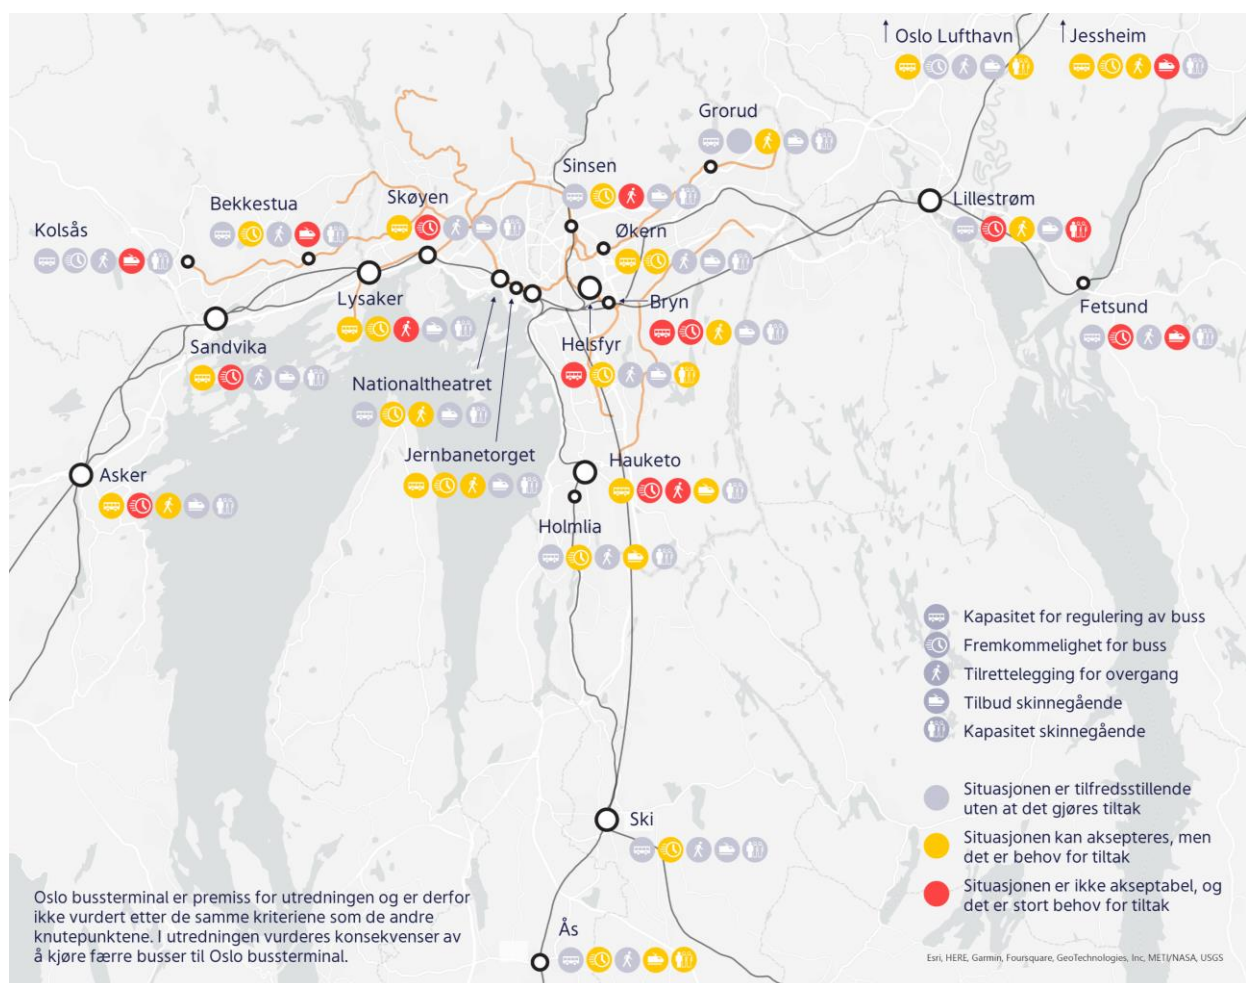 Oslo Lufthavn
Jessheim
Grorud
Sinsen
Bekkestua
Skøyen
Lillestrøm
Kolsås
Økern
Lysaker
Bryn
Fetsund
Sandvika
Helsfyr
Nationaltheatret
Jernbanetorget
Hauketo
Asker
Holmlia
Kapasitet for regulering av buss
Fremkommelighet for buss
Tilrettelegging for overgang
Tilbud skinnegående
Kapasitet skinnegående
Situasjonen er tilfredsstillende
uten at det gjøres tiltak
Situasjonen kan aksepteres, men
det er behov for tiltak
Situasjonen er ikke akseptabel, og
det er stort behov for tiltak
Ski
Oslo bussterminal er premiss for utredningen og er derfor
ikke vurdert etter de samme kriteriene som de andre
knutepunktene. I utredningen vurderes konsekvenser av
å kjøre færre busser til Oslo bussterminal.
Ås
Esri, HERE, Garmin, Foursquare, GeoTechnologies, Inc, METI/NASA, USGS